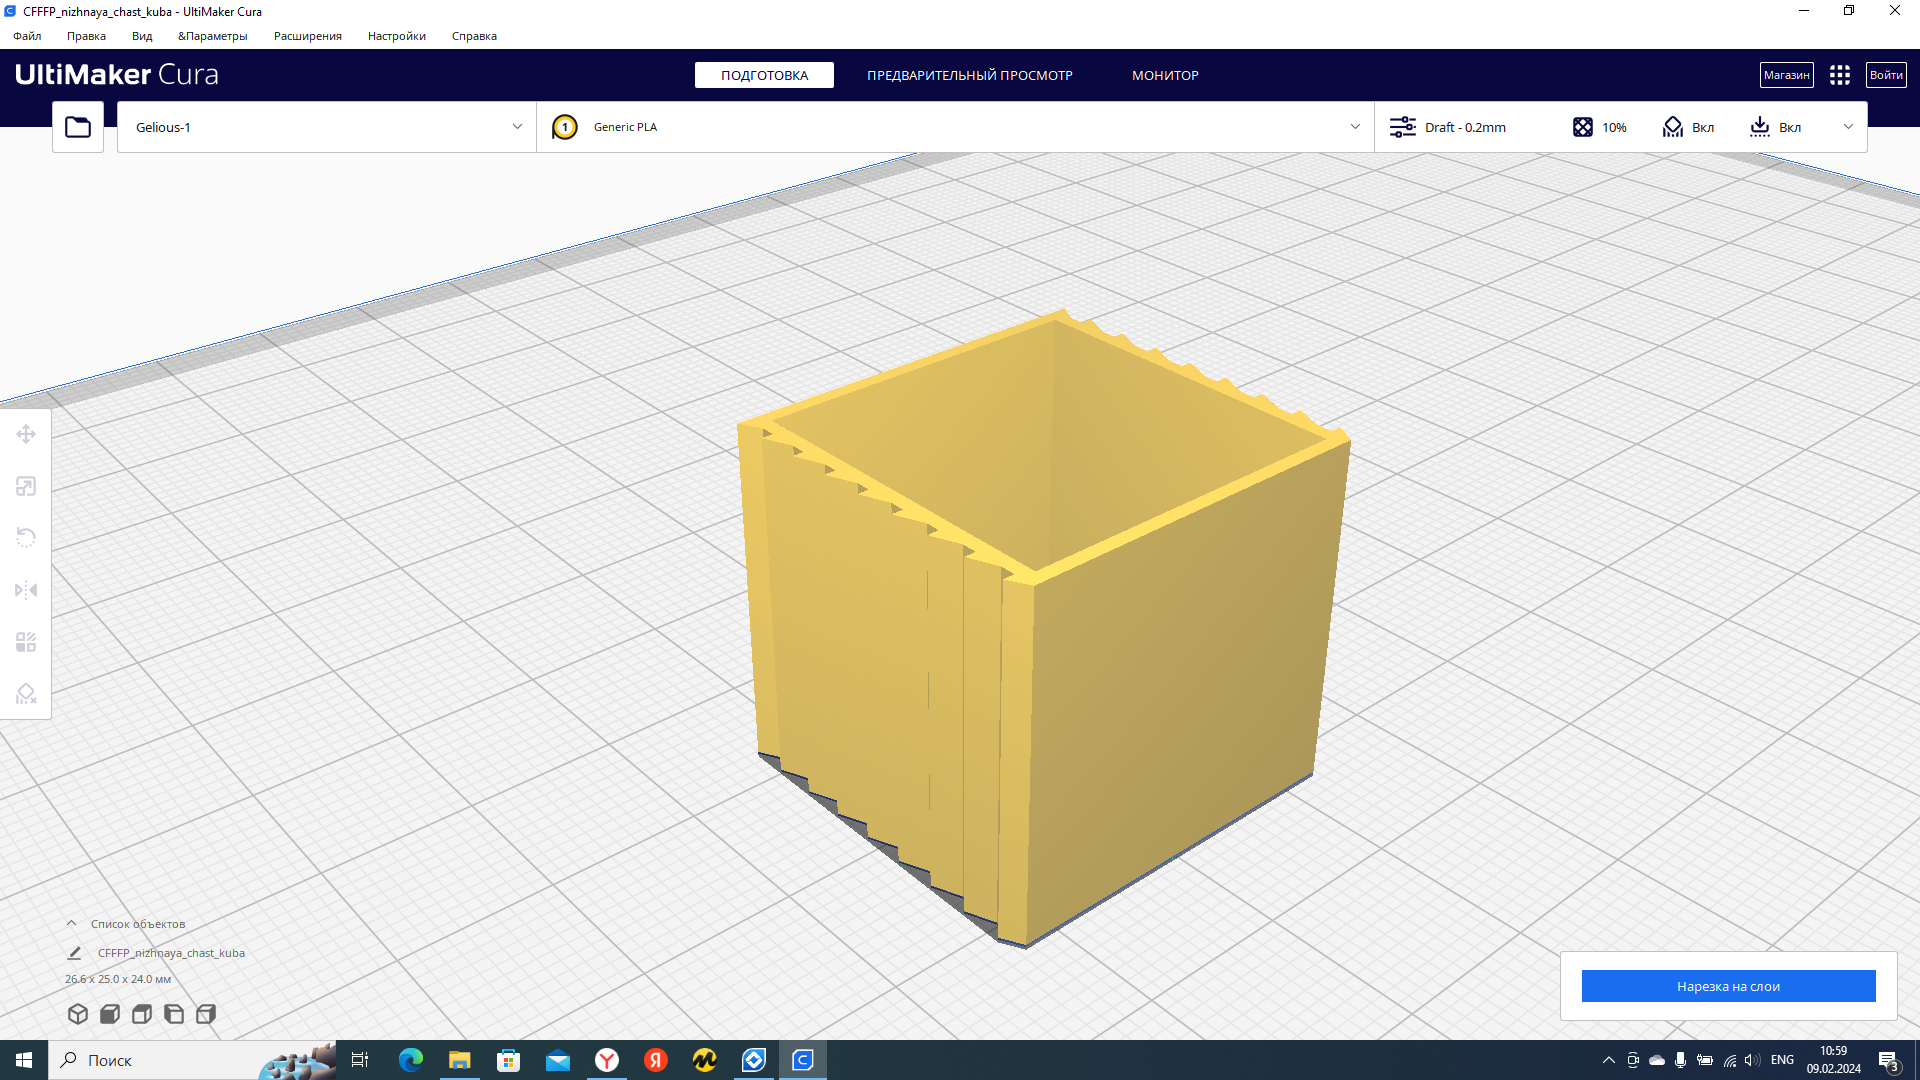 CFFFP_nizhnaya_chast_kuba - UltiMaker Cura
Файл Правка Вид &Параметры Расширения Настройки Справка
UltiMaker Cura
ПОДГОТОВКА ПРЕДВАРИТЕЛЬНЫЙ ПРОСМОТР МОНИТОР
Магазин Войти
Gelious-1 1 Generic PLA Draft - 0.2mm 10% Вкл Вкл
Список объектов
CFFFP_nizhnaya_chast_kuba
26.6 x 25.0 x 24.0 мм
Нарезка на слои
Поиск
ENG
10:59
09.02.2024
3